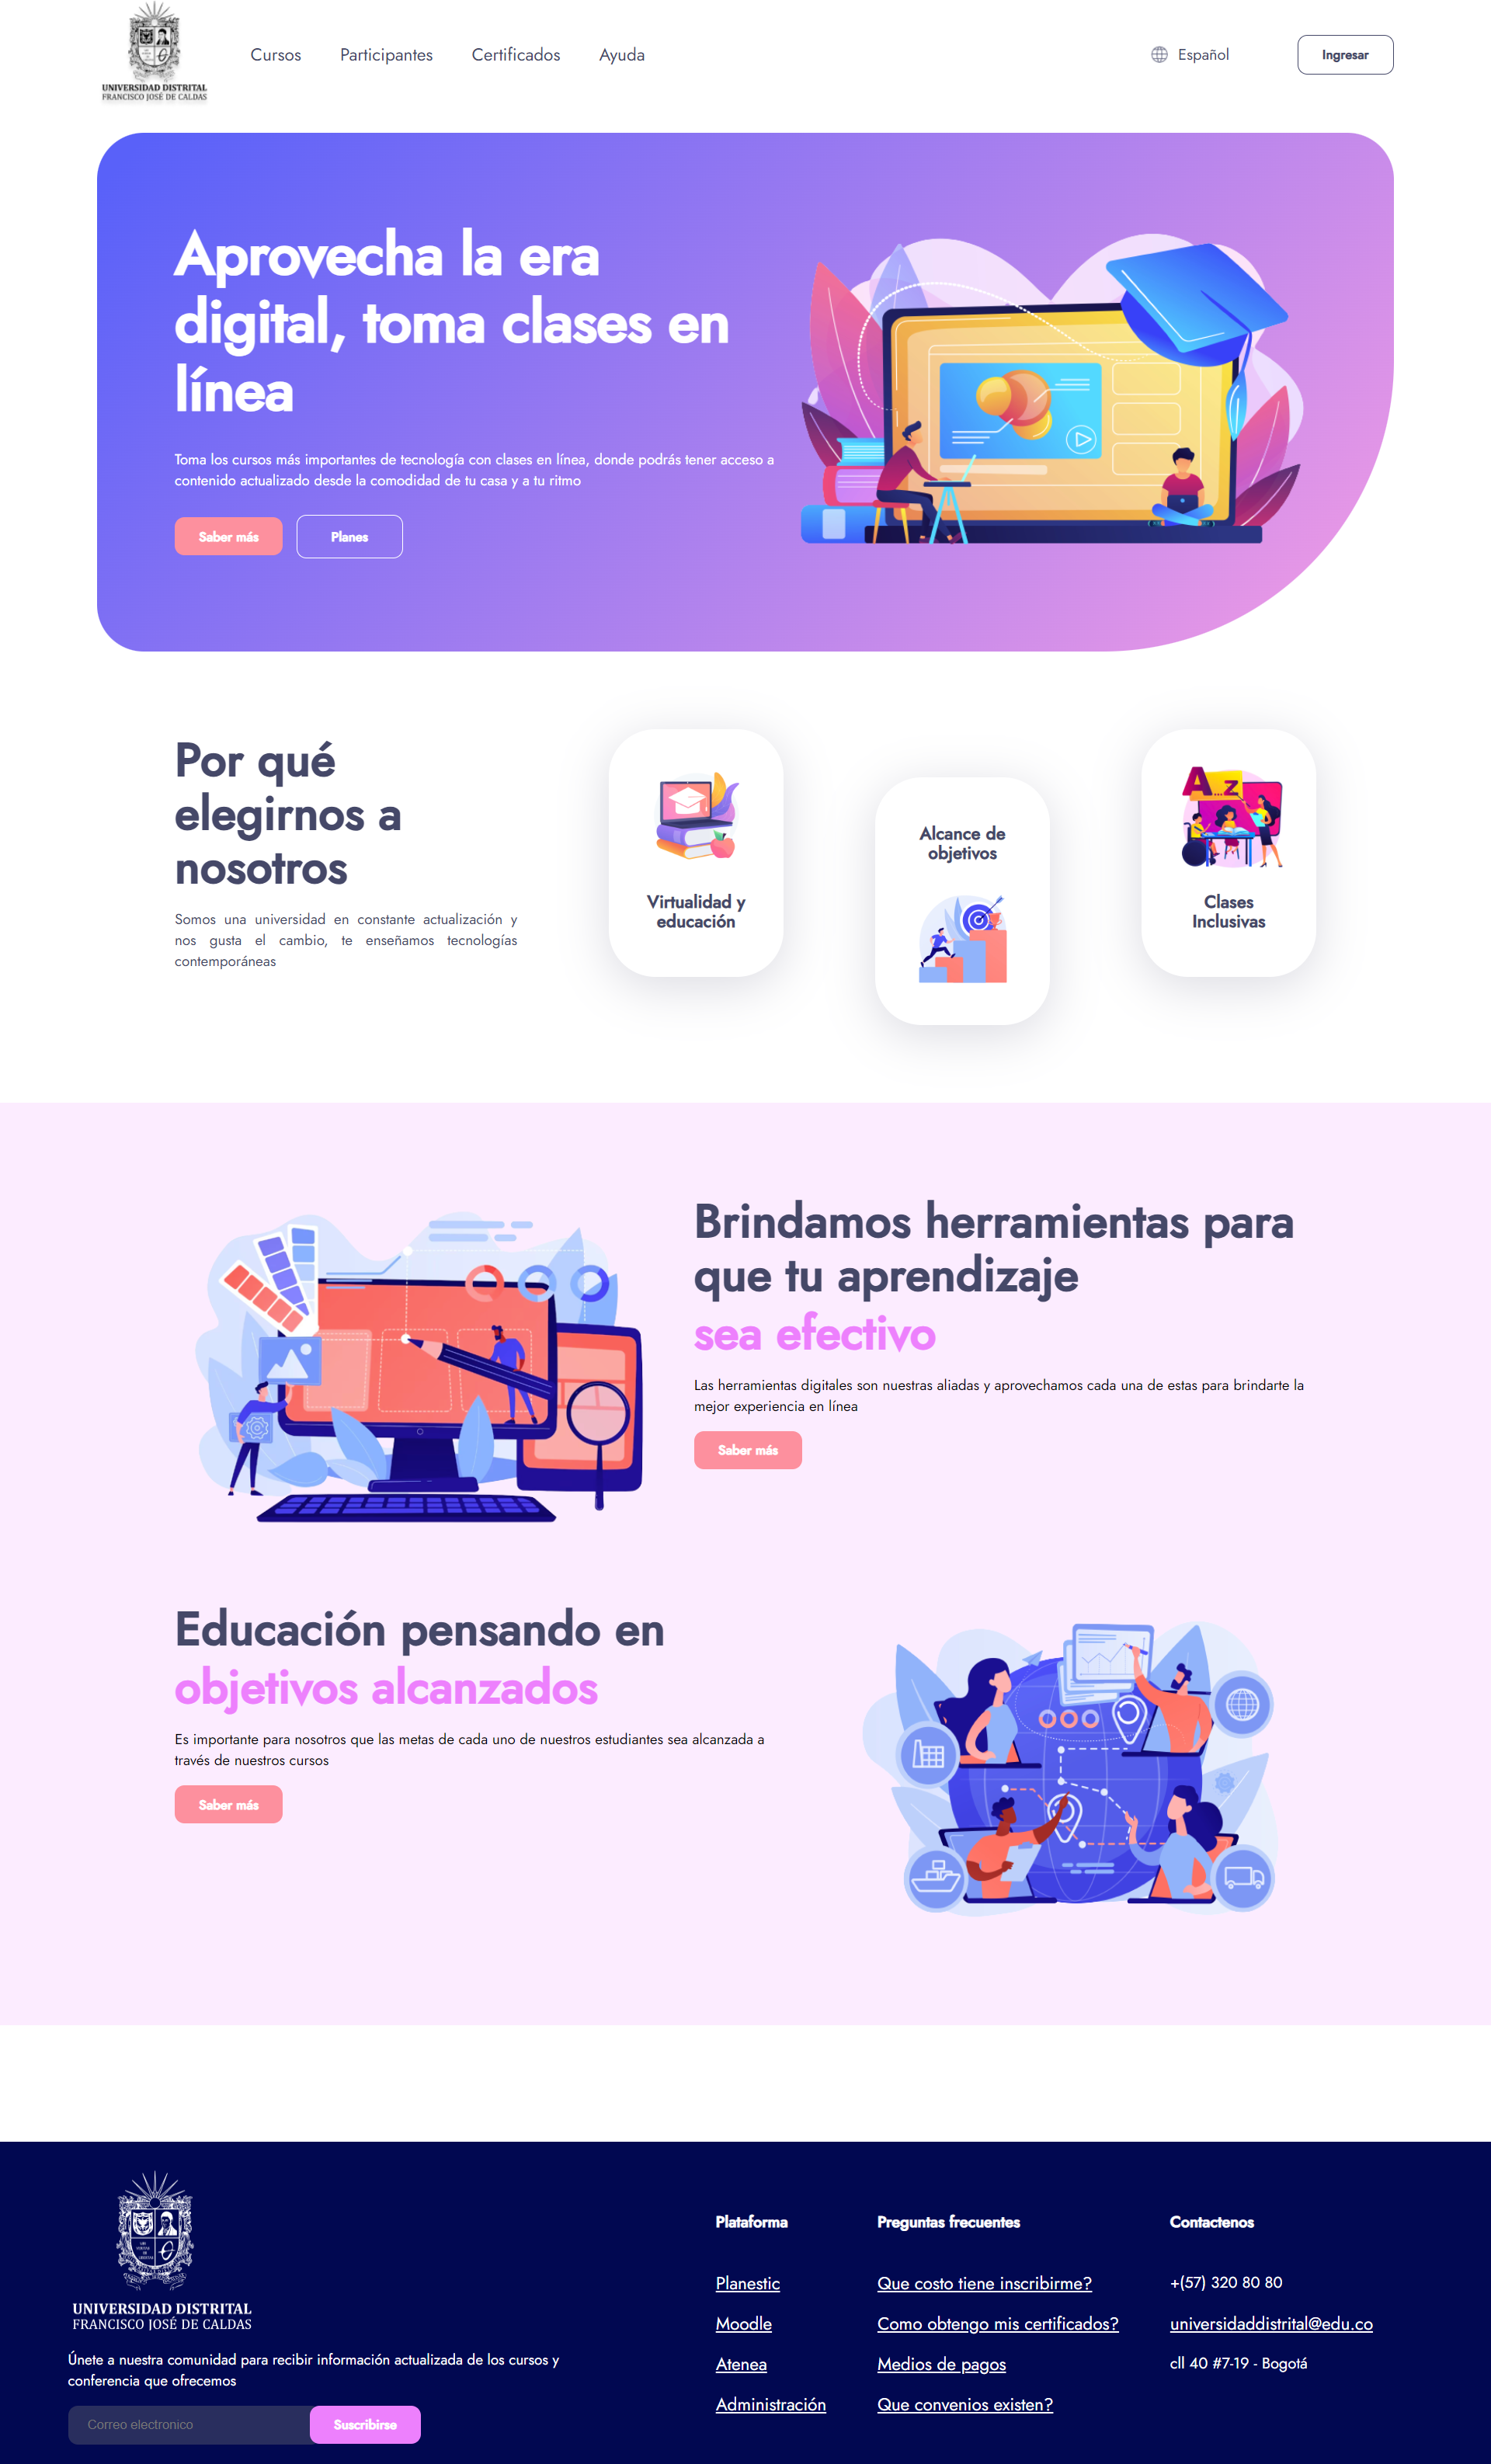 UNIVERSIDAD DISTRITAL
FRANCISCO JOSÉ DE CALDAS
Cursos
Participantes
Certificados
Ayuda
Español
Ingresar
Aprovecha la era
digital, toma clases en
línea
Toma los cursos más importantes de tecnología con clases en línea, donde podrás tener acceso a
contenido actualizado desde la comodidad de tu casa y a tu ritmo
Saber más
Planes
Por qué
elegirnos a
nosotros
Somos una universidad en constante actualización y
nos gusta el cambio, te enseñamos tecnologías
contemporáneas
Virtualidad y
educación
Alcance de
objetivos
A...z
Clases
Inclusivas
Brindamos herramientas para
que tu aprendizaje
sea efectivo
Las herramientas digitales son nuestras aliadas y aprovechamos cada una de estas para brindarte la
mejor experiencia en línea
Saber más
Educación pensando en
objetivos alcanzados
Es importante para nosotros que las metas de cada uno de nuestros estudiantes sea alcanzada a
través de nuestros cursos
Saber más
UNIVERSIDAD DISTRITAL
FRANCISCO JOSÉ DE CALDAS
Únete a nuestra comunidad para recibir información actualizada de los cursos y
conferencia que ofrecemos
Correo electronico
Suscribirse
Plataforma
Planestic
Moodle
Atenea
Administración
Preguntas frecuentes
Que costo tiene inscribirme?
Como obtengo mis certificados?
Medios de pagos
Que convenios existen?
Contactenos
+(57) 320 80 80
universidaddistrital@edu.co
cll 40 #7-19 - Bogotá